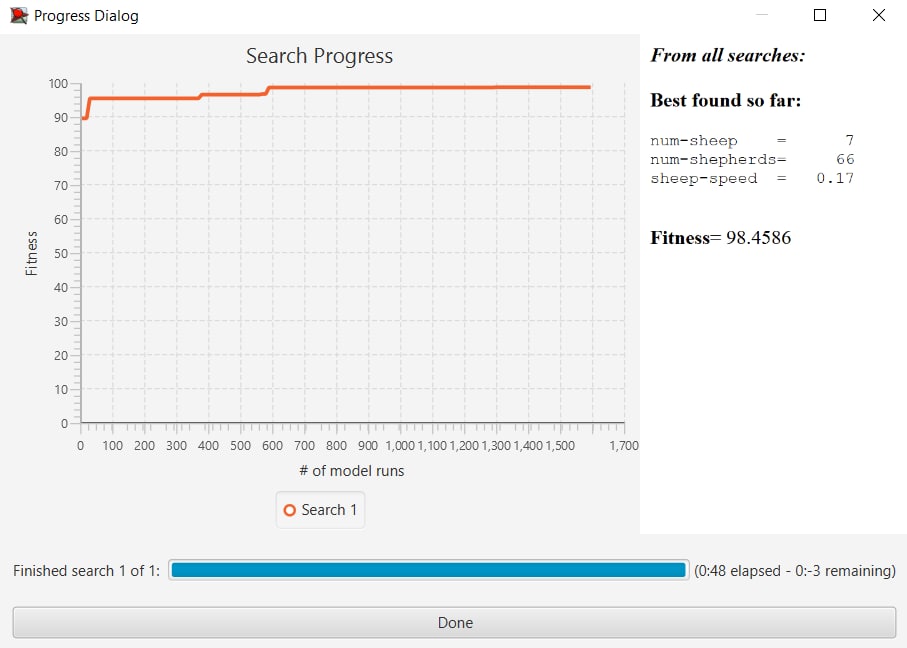 Progress Dialog
Search Progress
From all searches:
Best found so far:
num-sheep    =      7
num-shepherds=     66
sheep-speed  =   0.17
Fitness= 98.4586
100
90
80
70
60
50
40
30
20
10
0
Fitness
0 100 200 300 400 500 600 700 800 900 1,000 1,100 1,200 1,300 1,400 1,500 1,700
# of model runs
Search 1
Finished search 1 of 1: (0:48 elapsed - 0:-3 remaining)
Done